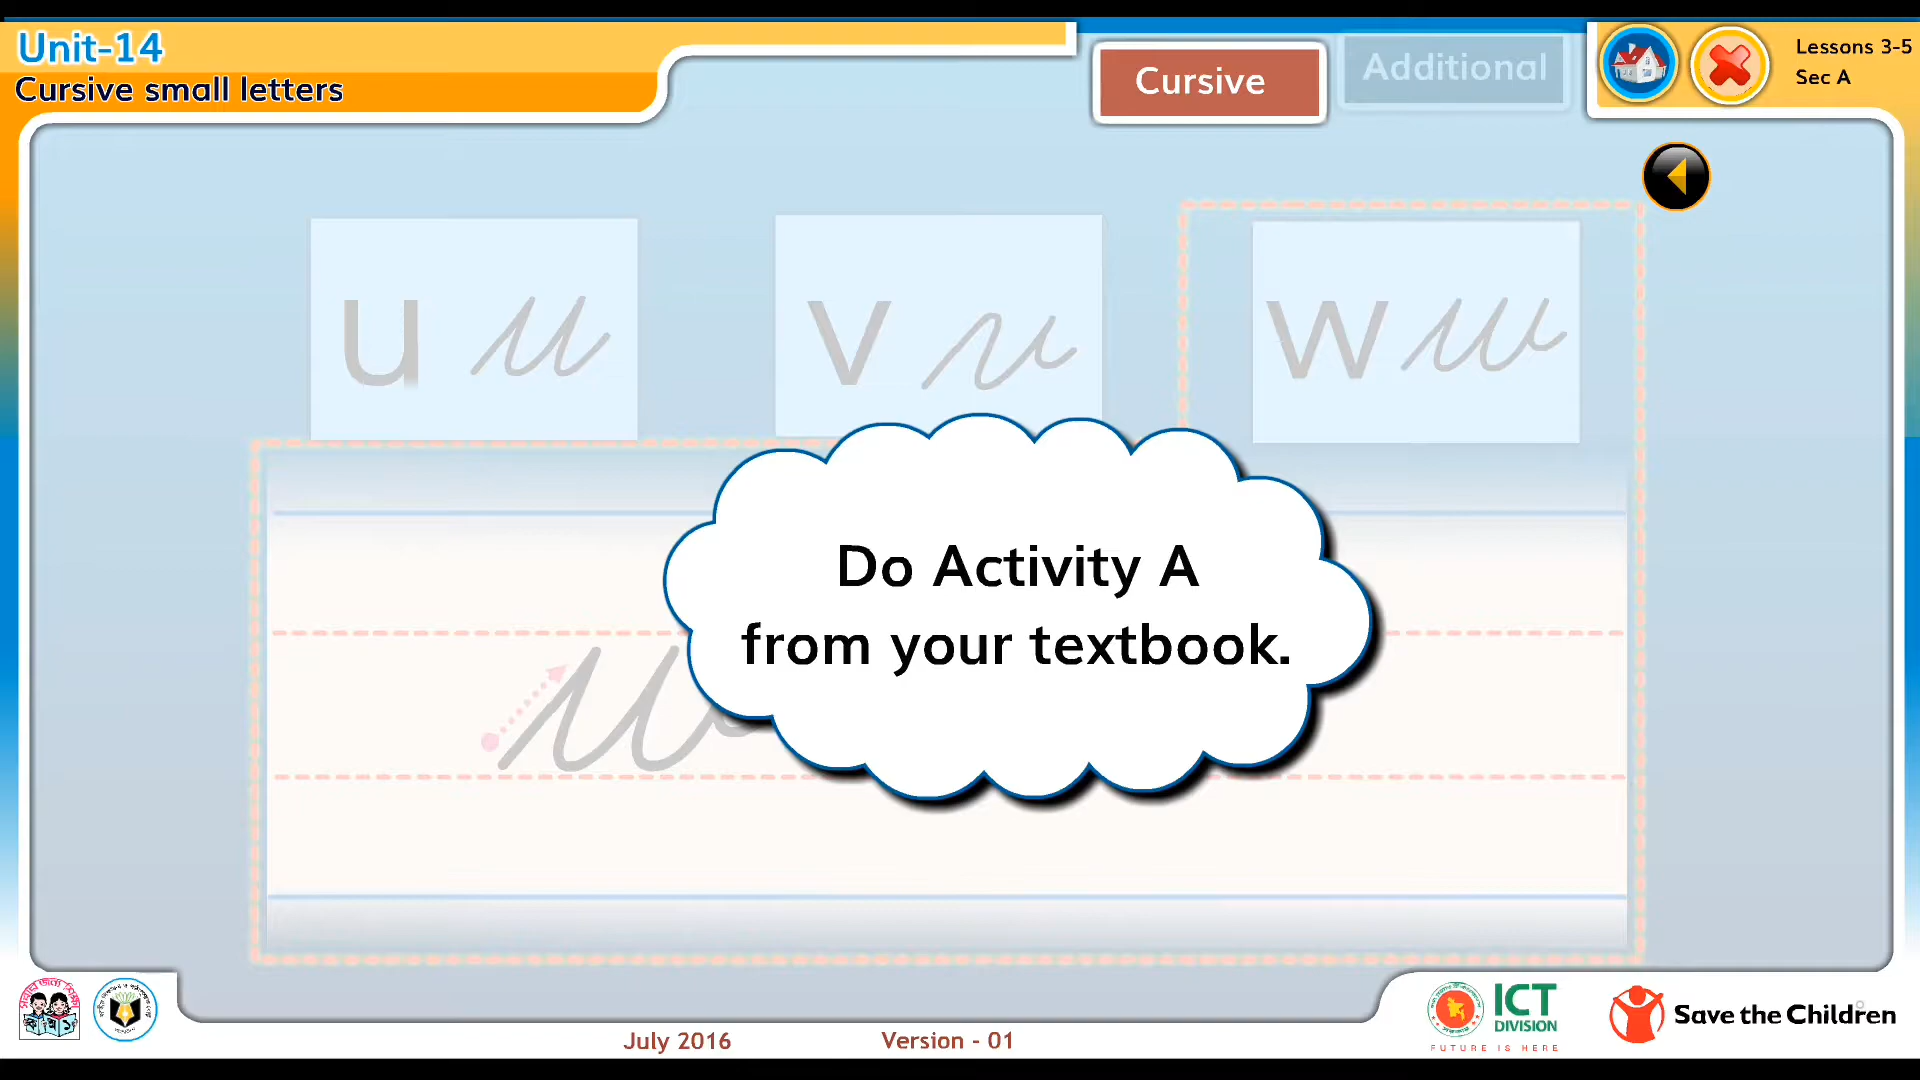 Unit-14
Cursive small letters
Cursive
Additional
Lessons 3-5
Sec A
u u
v v
w w
w
Do Activity A
from your textbook.
ICT
DIVISION
FUTURE IS HERE
Save the Children
July 2016
Version - 01